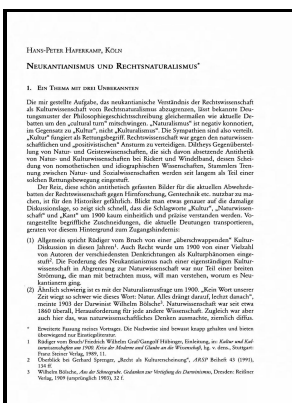 HANS-PETER HAFERKAMP, KÖLN
NEUKANTIANISMUS UND RECHTSNATURALISMUS*
1. EIN THEMA MIT DREI UNBEKANNTEN
Die mir gestellte Aufgabe, das neukantianische Verständnis der Rechtswissenschaft
als Kulturwissenschaft vom Rechtsnaturalismus abzugrenzen, lässt bekannte Deu-
tungsmuster der Philosophiegeschichtsschreibung gleichermaßen wie aktuelle De-
batten um den „cultural turn“ mitschwingen. „Naturalismus“ ist negativ konnotiert,
im Gegensatz zu „Kultur“, nicht „Kulturalismus“. Die Sympathien sind also verteilt.
„Kultur“ fungiert als Rettungsbegriff. Rechtswissenschaft war gegen den naturwissen-
schaftlichen und „positivistischen“ Ansturm zu verteidigen. Diltheys Gegenüberstel-
lung von Natur- und Geisteswissenschaften, die sich davon absetzende Antithetik
von Natur- und Kulturwissenschaften bei Rickert und Windelband, dessen Schei-
dung von nomothetischen und idiographischen Wissenschaften, Stammlers Tren-
nung zwischen Natur- und Sozialwissenschaften werden seit langem als Teil einer
solchen Rettungsbewegung eingestuft.
Der Reiz, diese schön antithetisch gefassten Bilder für die aktuellen Abwehrde-
batten der Rechtswissenschaft gegen Hirnforschung, Gentechnik etc. nutzbar zu ma-
chen, ist für den Historiker gefährlich. Blickt man etwas genauer auf die damalige
Diskussionslage, so zeigt sich schnell, dass die Schlagworte „Kultur“, „Naturwissen-
schaft“ und „Kant“ um 1900 kaum einheitlich und präzise verstanden werden. Vo-
rangestellte begriffliche Zuschreibungen, die aktuelle Deutungen transportieren,
geraten vor diesem Hintergrund zum Zugangshindernis:
(1) Allgemein spricht Rüdiger vom Bruch von einer „überschwappenden“ Kultur-
Diskussion in diesen Jahren¹. Auch Recht wurde um 1900 von einer Vielzahl
von Autoren der verschiedensten Denkrichtungen als Kulturphänomen einge-
stuft². Die Forderung des Neukantianismus nach einer eigenständigen Kultur-
wissenschaft in Abgrenzung zur Naturwissenschaft war nur Teil einer breiten
Strömung, die man mit betrachten muss, will man verstehen, worum es Neu-
kantianern ging.
(2) Ähnlich schwierig ist es mit der Naturalismusfrage um 1900. „Kein Wort unserer
Zeit wiegt so schwer wie dieses Wort: Natur. Alles drängt darauf, lechzt danach“,
meinte 1903 der Darwinist Wilhelm Bölsche³. Naturwissenschaft war seit etwa
1860 überall, Herausforderung für jede andere Wissenschaft. Zugleich war aber
auch hier das, was naturwissenschaftliches Denken ausmachte, ziemlich diffus.
* Erweiterte Fassung meines Vortrages. Die Nachweise sind bewusst knapp gehalten und bieten
überwiegend nur Einstiegsliteratur.
1 Rüdiger vom Bruch/Friedrich Wilhelm Graf/Gangolf Hübinger, Einleitung, in: Kultur und Kul-
turwissenschaften um 1900. Krise der Moderne und Glaube an die Wissenschaft, hg. v. dens., Stuttgart:
Franz Steiner Verlag, 1989, 11.
2 Überblick bei Gerhard Sprenger, „Recht als Kulturerscheinung“, ARSP Beiheft 43 (1991),
134 ff.
3 Wilhelm Bölsche, Aus der Schneegrube. Gedanken zur Vertiefung des Darwinismus, Dresden: Reißner
Verlag, 1909 (ursprünglich 1903), 32 f.